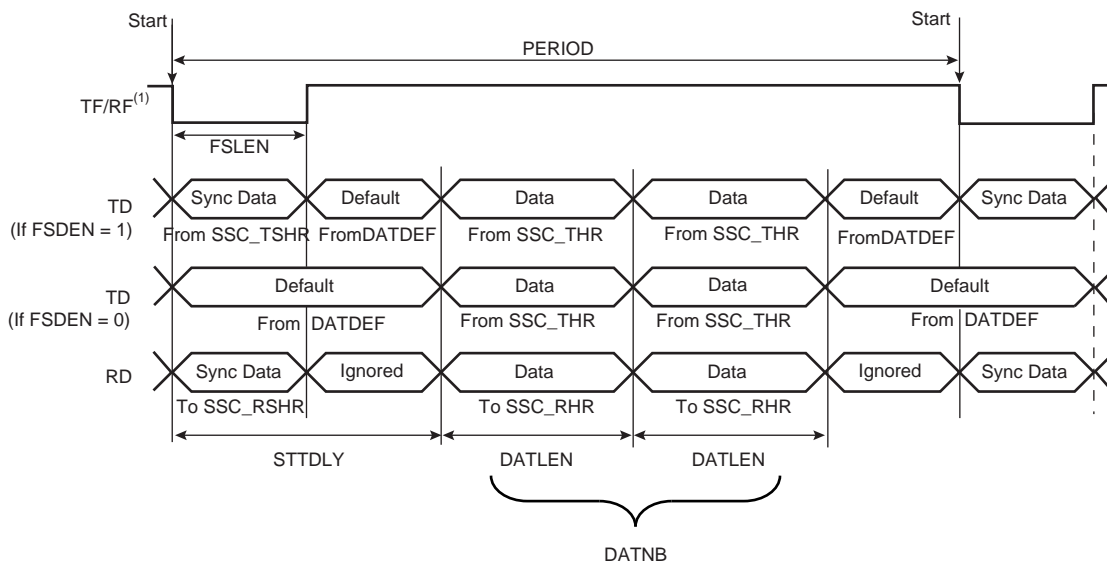 Start Start
PERIOD
TF/RF(1)
FSLEN
TD
(If FSDEN = 1)
Sync Data Default Data Data Default Sync Data
From SSC_TSHR FromDATDEF From SSC_THR From SSC_THR FromDATDEF
TD
(If FSDEN = 0)
Default Data Data Default
From DATDEF From SSC_THR From SSC_THR From DATDEF
RD
Sync Data Ignored Data Data Ignored Sync Data
To SSC_RSHR To SSC_RHR To SSC_RHR
STTDLY DATLEN DATLEN
DATNB